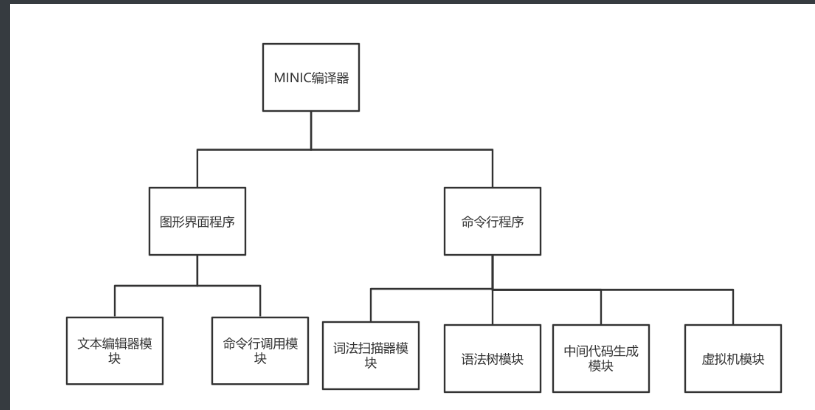 MINIC编译器
图形界面程序
命令行程序
文本编辑器模
块
命令行调用模
块
词法扫描器模
块
语法树模块
中间代码生成
模块
虚拟机模块